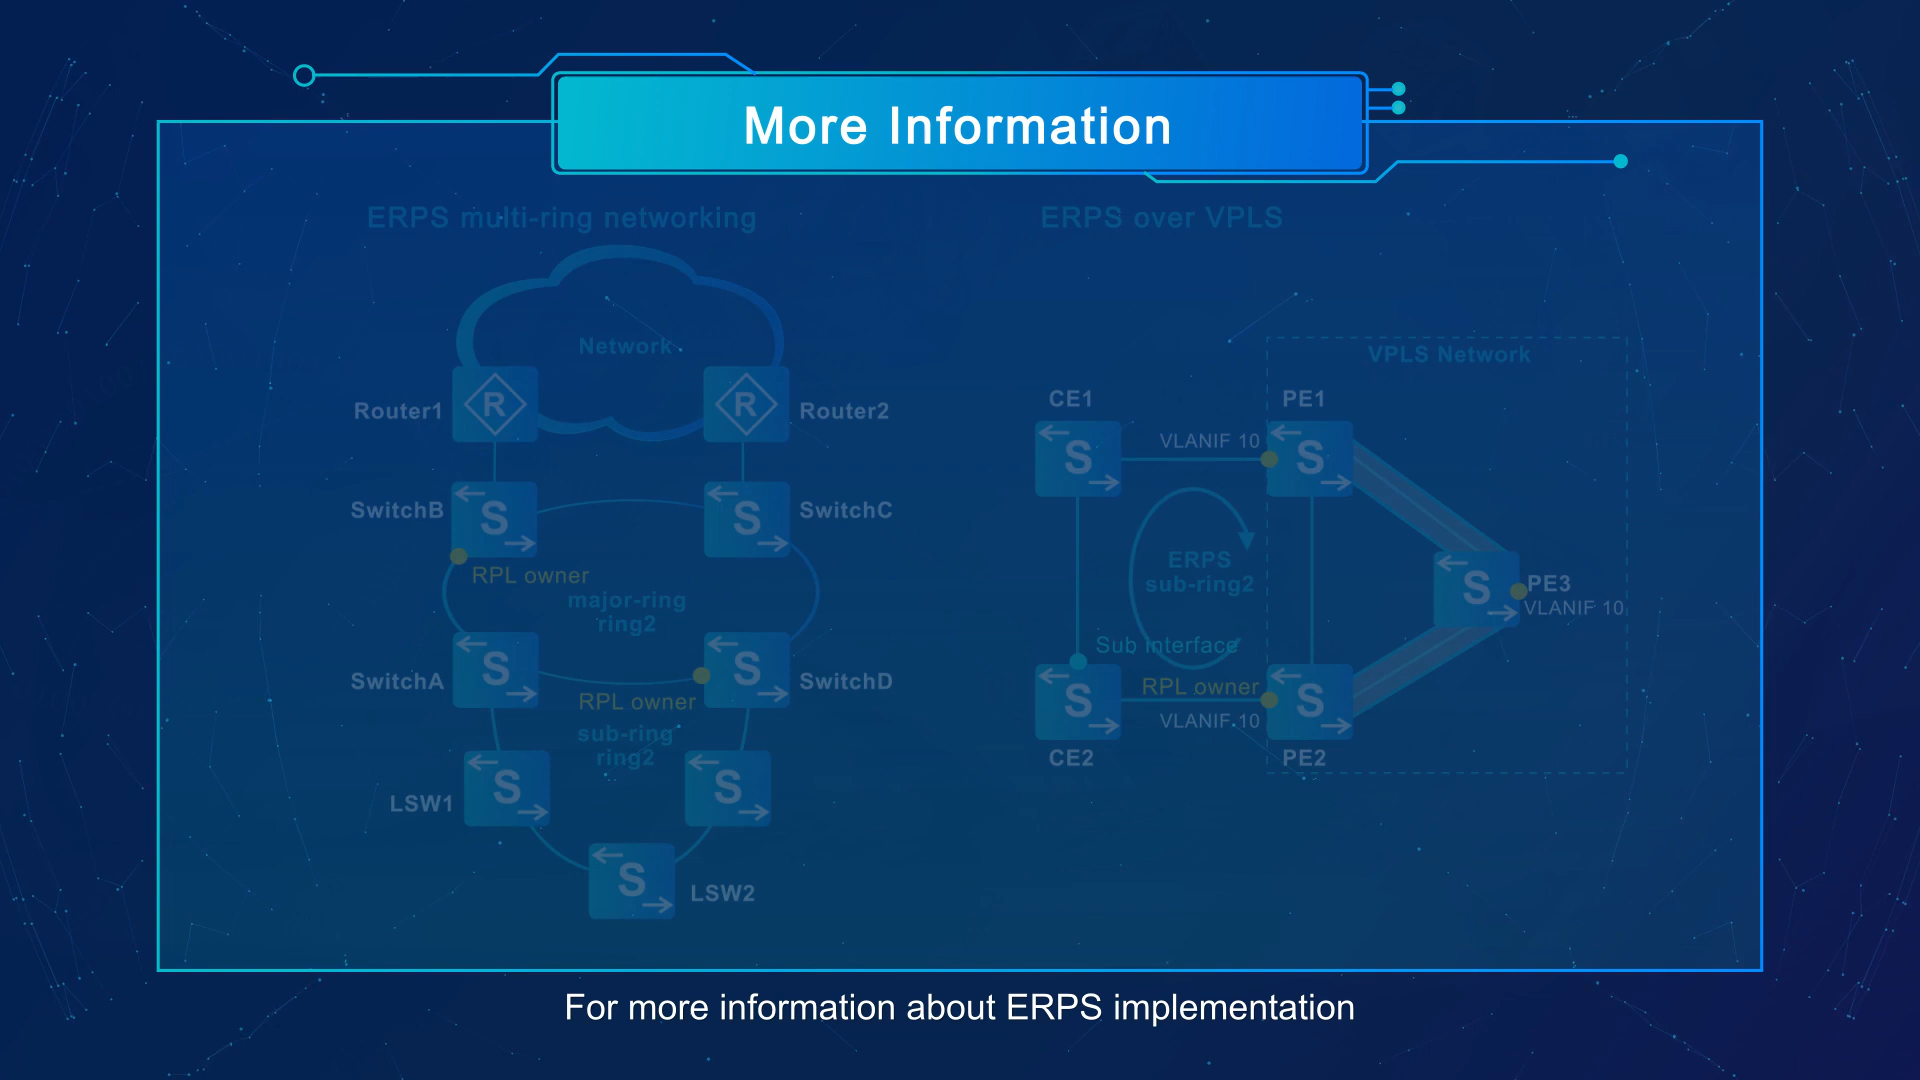 More Information
ERPS multi-ring networking
Network
Router1
R
R
Router2
SwitchB
S
S
SwitchC
RPL owner
major-ring
ring2
SwitchA
S
S
SwitchD
RPL owner
sub-ring
ring2
LSW1
S
S
S
LSW2
ERPS over VPLS
VPLS Network
CE1
PE1
S
VLANIF 10
S
ERPS
sub-ring2
S
PE3
VLANIF 10
Sub interface
S
RPL owner
S
VLANIF 10
CE2
PE2
For more information about ERPS implementation